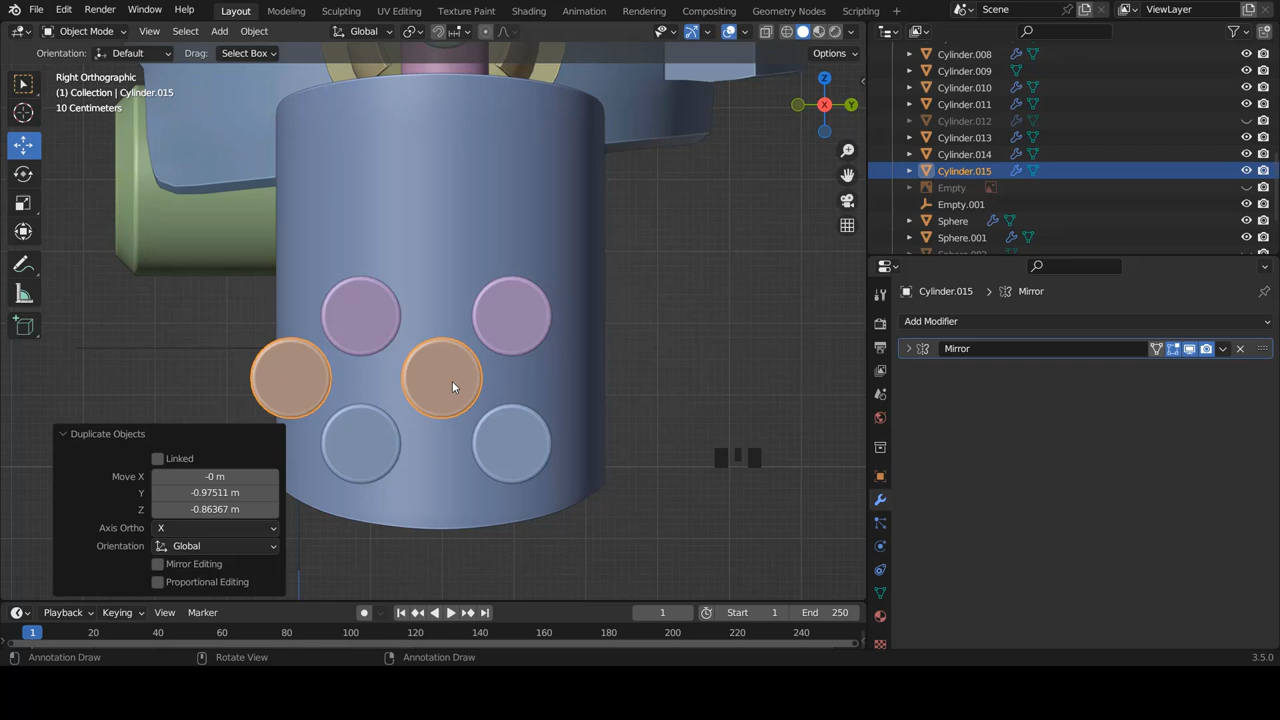 File Edit Render Window Help Layout Modeling Sculpting UV Editing Texture Paint Shading Animation Rendering Compositing Geometry Nodes Scripting + Scene ViewLayer
Object Mode View Select Add Object Global Options
Orientation: Default Drag: Select Box
Right Orthographic
(1) Collection | Cylinder.015
10 Centimeters
Z
X
Y
Cylinder.008
Cylinder.009
Cylinder.010
Cylinder.011
Cylinder.012
Cylinder.013
Cylinder.014
Cylinder.015
Empty
Empty.001
Sphere
Sphere.001
Cylinder.015 > Mirror
Add Modifier
Mirror
Duplicate Objects
Linked
Move X -0 m
Y -0.97511 m
Z -0.86367 m
Axis Ortho X
Orientation Global
Mirror Editing
Proportional Editing
Playback Keying View Marker 1 Start 1 End 250
1 20 40 60 80 100 120 140 160 180 200 220 240
Annotation Draw Rotate View Annotation Draw 3.5.0